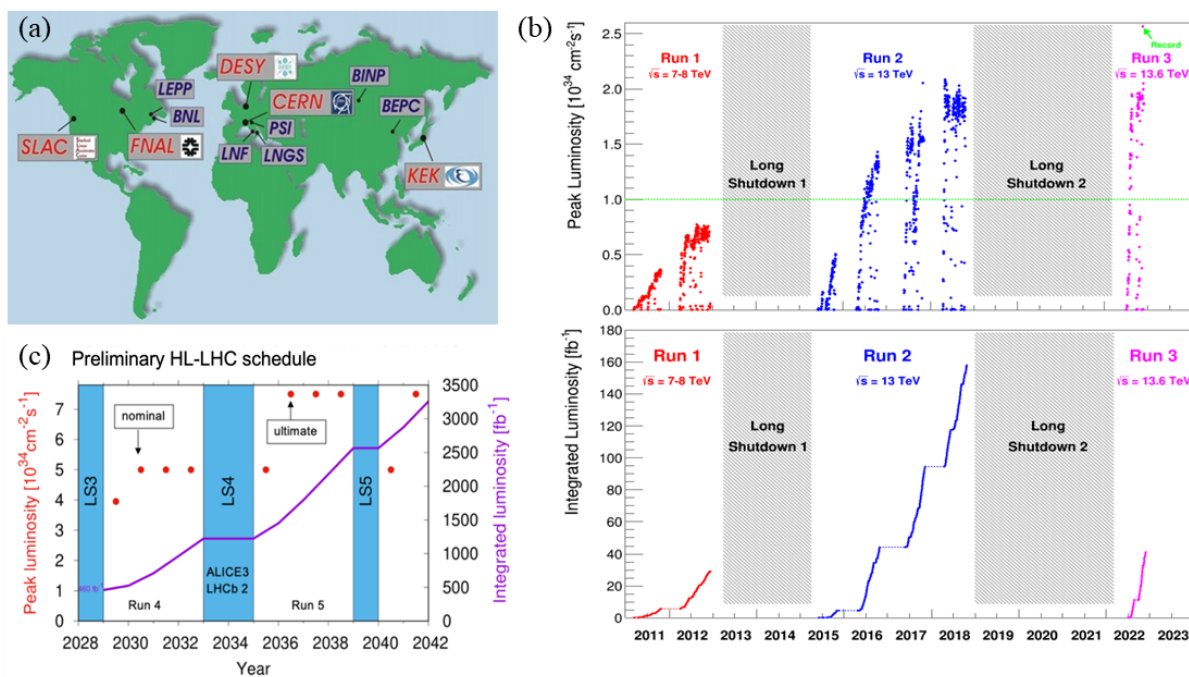 (a)
DESY
LEPP
BINP
CERN
BEPC
BNL
PSI
SLAC
FNAL
LNF
LNGS
KEK
(b)
Peak Luminosity [10³⁴ cm⁻²s⁻¹]
2.5
2.0
1.5
1.0
0.5
0.0
Run 1
√s = 7-8 TeV
Long
Shutdown 1
Run 2
√s = 13 TeV
Long
Shutdown 2
Record
Run 3
√s = 13.6 TeV
Integrated Luminosity [fb⁻¹]
180
160
140
120
100
80
60
40
20
0
Run 1
√s = 7-8 TeV
Long
Shutdown 1
Run 2
√s = 13 TeV
Long
Shutdown 2
Run 3
√s = 13.6 TeV
2011 2012 2013 2014 2015 2016 2017 2018 2019 2020 2021 2022 2023
(c)
Preliminary HL-LHC schedule
Peak luminosity [10³⁴cm⁻²s⁻¹]
7
6
5
4
3
2
1
0
LS3
nominal
LS4
ultimate
LS5
ALICE3
LHCb 2
Run 4
Run 5
3500
3000
2500
2000
1500
1000
500
0
Integrated luminosity [fb⁻¹]
2028 2030 2032 2034 2036 2038 2040 2042
Year